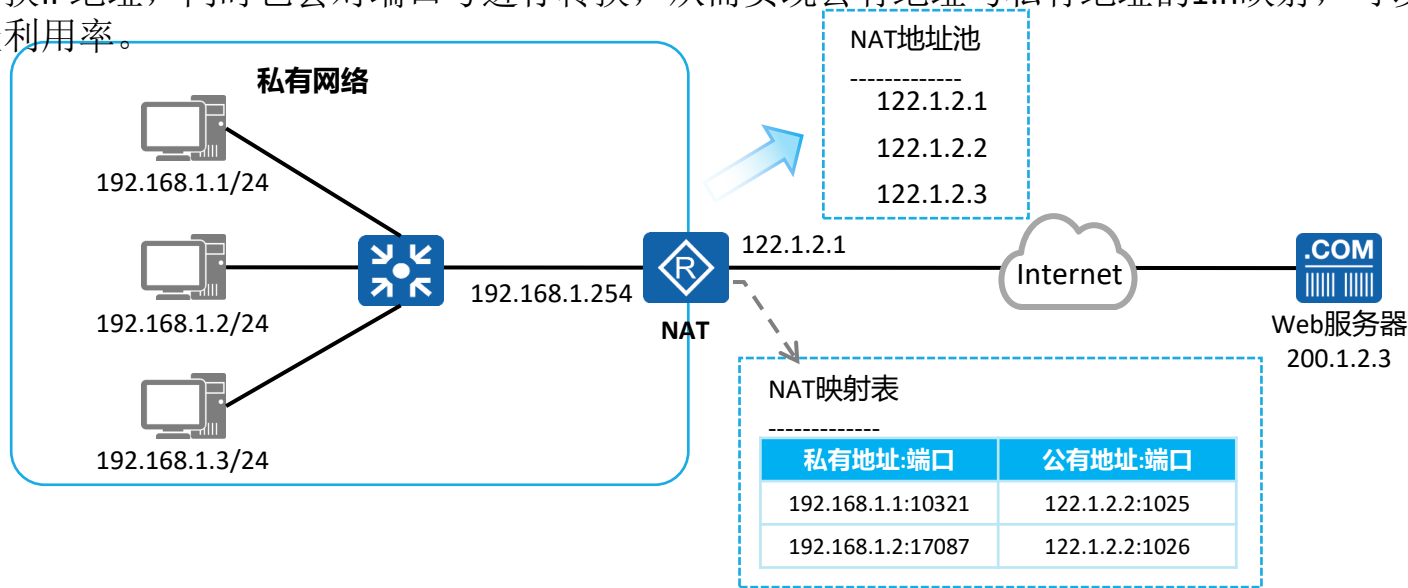 利用率。
私有网络
192.168.1.1/24
192.168.1.2/24
192.168.1.3/24
192.168.1.254
R
NAT
122.1.2.1
NAT地址池
-------------
122.1.2.1
122.1.2.2
122.1.2.3
Internet
.COM
Web服务器
200.1.2.3
NAT映射表
-------------
私有地址:端口 公有地址:端口
192.168.1.1:10321 122.1.2.2:1025
192.168.1.2:17087 122.1.2.2:1026